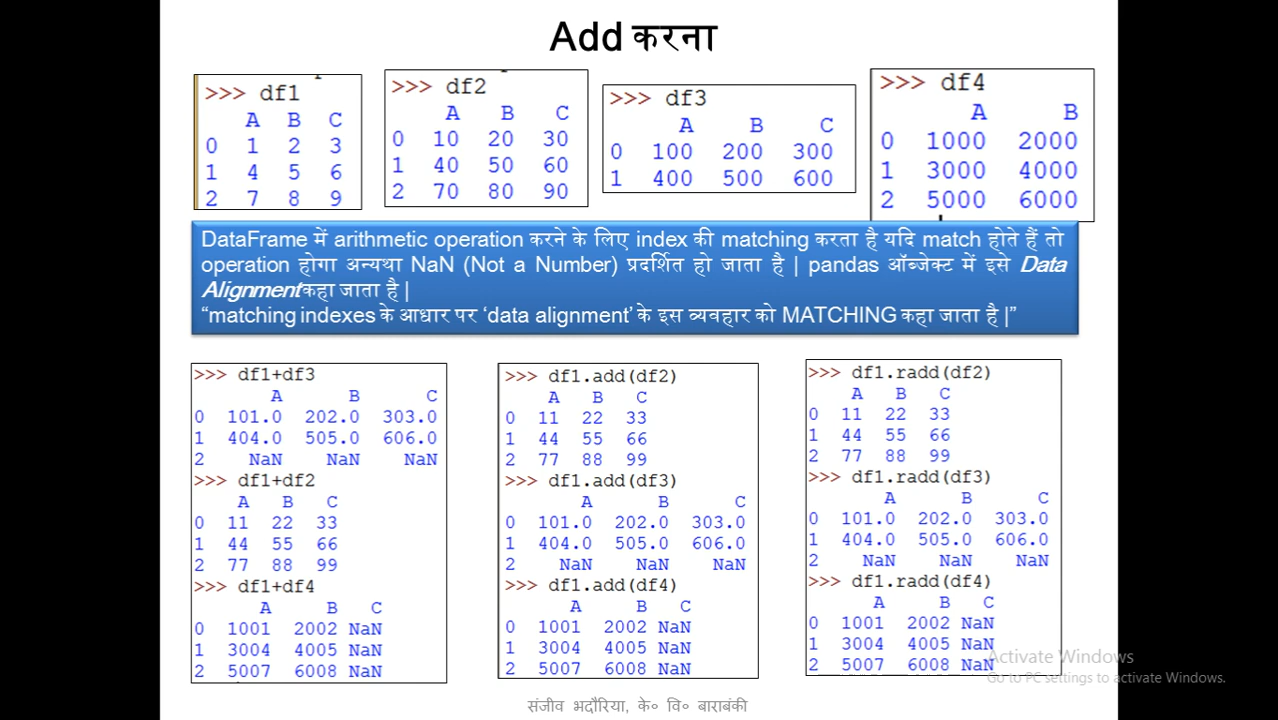 Add करना
>>> df1
A B C
0 1 2 3
1 4 5 6
2 7 8 9
>>> df2
A B C
0 10 20 30
1 40 50 60
2 70 80 90
>>> df3
A B C
0 100 200 300
1 400 500 600
>>> df4
A B
0 1000 2000
1 3000 4000
2 5000 6000
DataFrame में arithmetic operation करने के लिए index की matching करता है यदि match होते हैं तो
operation होगा अन्यथा NaN (Not a Number) प्रदर्शित हो जाता है | pandas ऑब्जेक्ट में इसे Data
Alignment कहा जाता है |
“matching indexes के आधार पर ‘data alignment’ के इस व्यवहार को MATCHING कहा जाता है |”
>>> df1+df3
A B C
0 101.0 202.0 303.0
1 404.0 505.0 606.0
2 NaN NaN NaN
>>> df1+df2
A B C
0 11 22 33
1 44 55 66
2 77 88 99
>>> df1+df4
A B C
0 1001 2002 NaN
1 3004 4005 NaN
2 5007 6008 NaN
>>> df1.add(df2)
A B C
0 11 22 33
1 44 55 66
2 77 88 99
>>> df1.add(df3)
A B C
0 101.0 202.0 303.0
1 404.0 505.0 606.0
2 NaN NaN NaN
>>> df1.add(df4)
A B C
0 1001 2002 NaN
1 3004 4005 NaN
2 5007 6008 NaN
>>> df1.radd(df2)
A B C
0 11 22 33
1 44 55 66
2 77 88 99
>>> df1.radd(df3)
A B C
0 101.0 202.0 303.0
1 404.0 505.0 606.0
2 NaN NaN NaN
>>> df1.radd(df4)
A B C
0 1001 2002 NaN
1 3004 4005 NaN
2 5007 6008 NaN
Activate Windows
Go to PC settings to activate Windows.
संजीव भदौरिया, के० वि० बाराबंकी